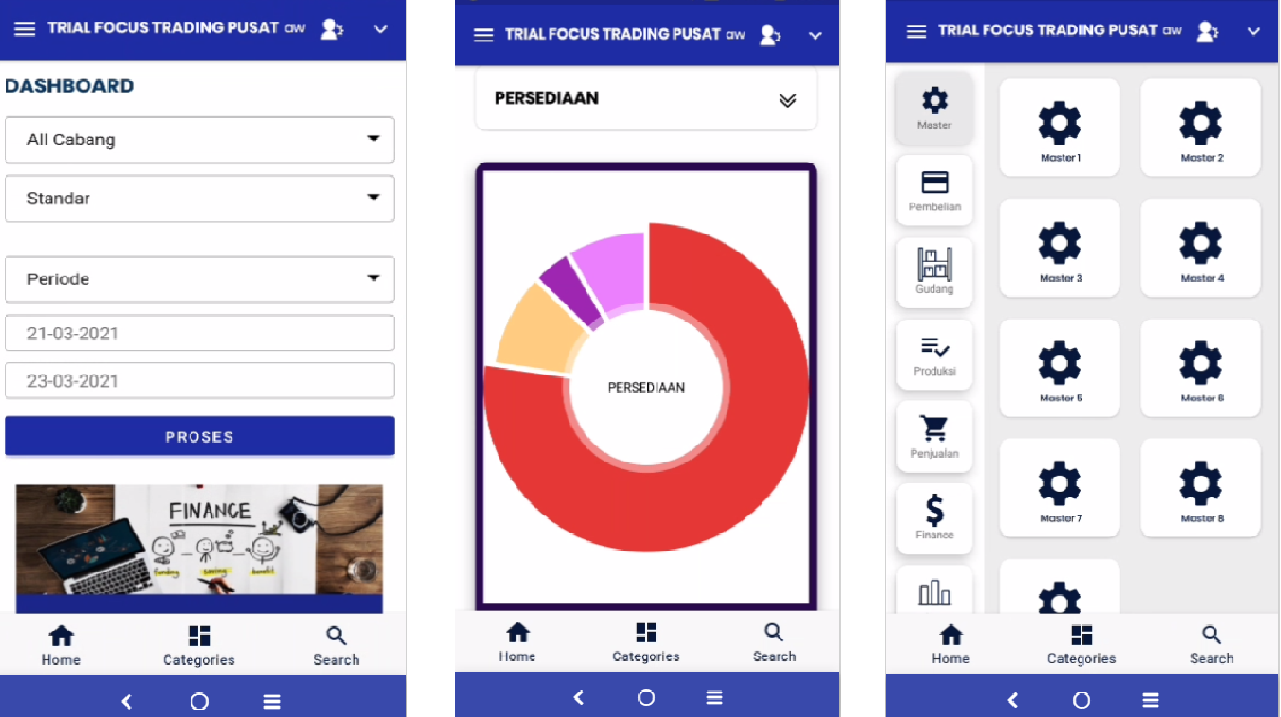 TRIAL FOCUS TRADING PUSAT aw
DASHBOARD
All Cabang
Standar
Periode
21-03-2021
23-03-2021
PROSES
FINANCE
funding
saving
benefit
Home
Categories
Search
TRIAL FOCUS TRADING PUSAT aw
PERSEDIAAN
PERSEDIAAN
Home
Categories
Search
TRIAL FOCUS TRADING PUSAT aw
Master
Pembelian
Gudang
Produksi
Penjualan
Finance
Master 1
Master 2
Master 3
Master 4
Master 5
Master 6
Master 7
Master 8
Home
Categories
Search